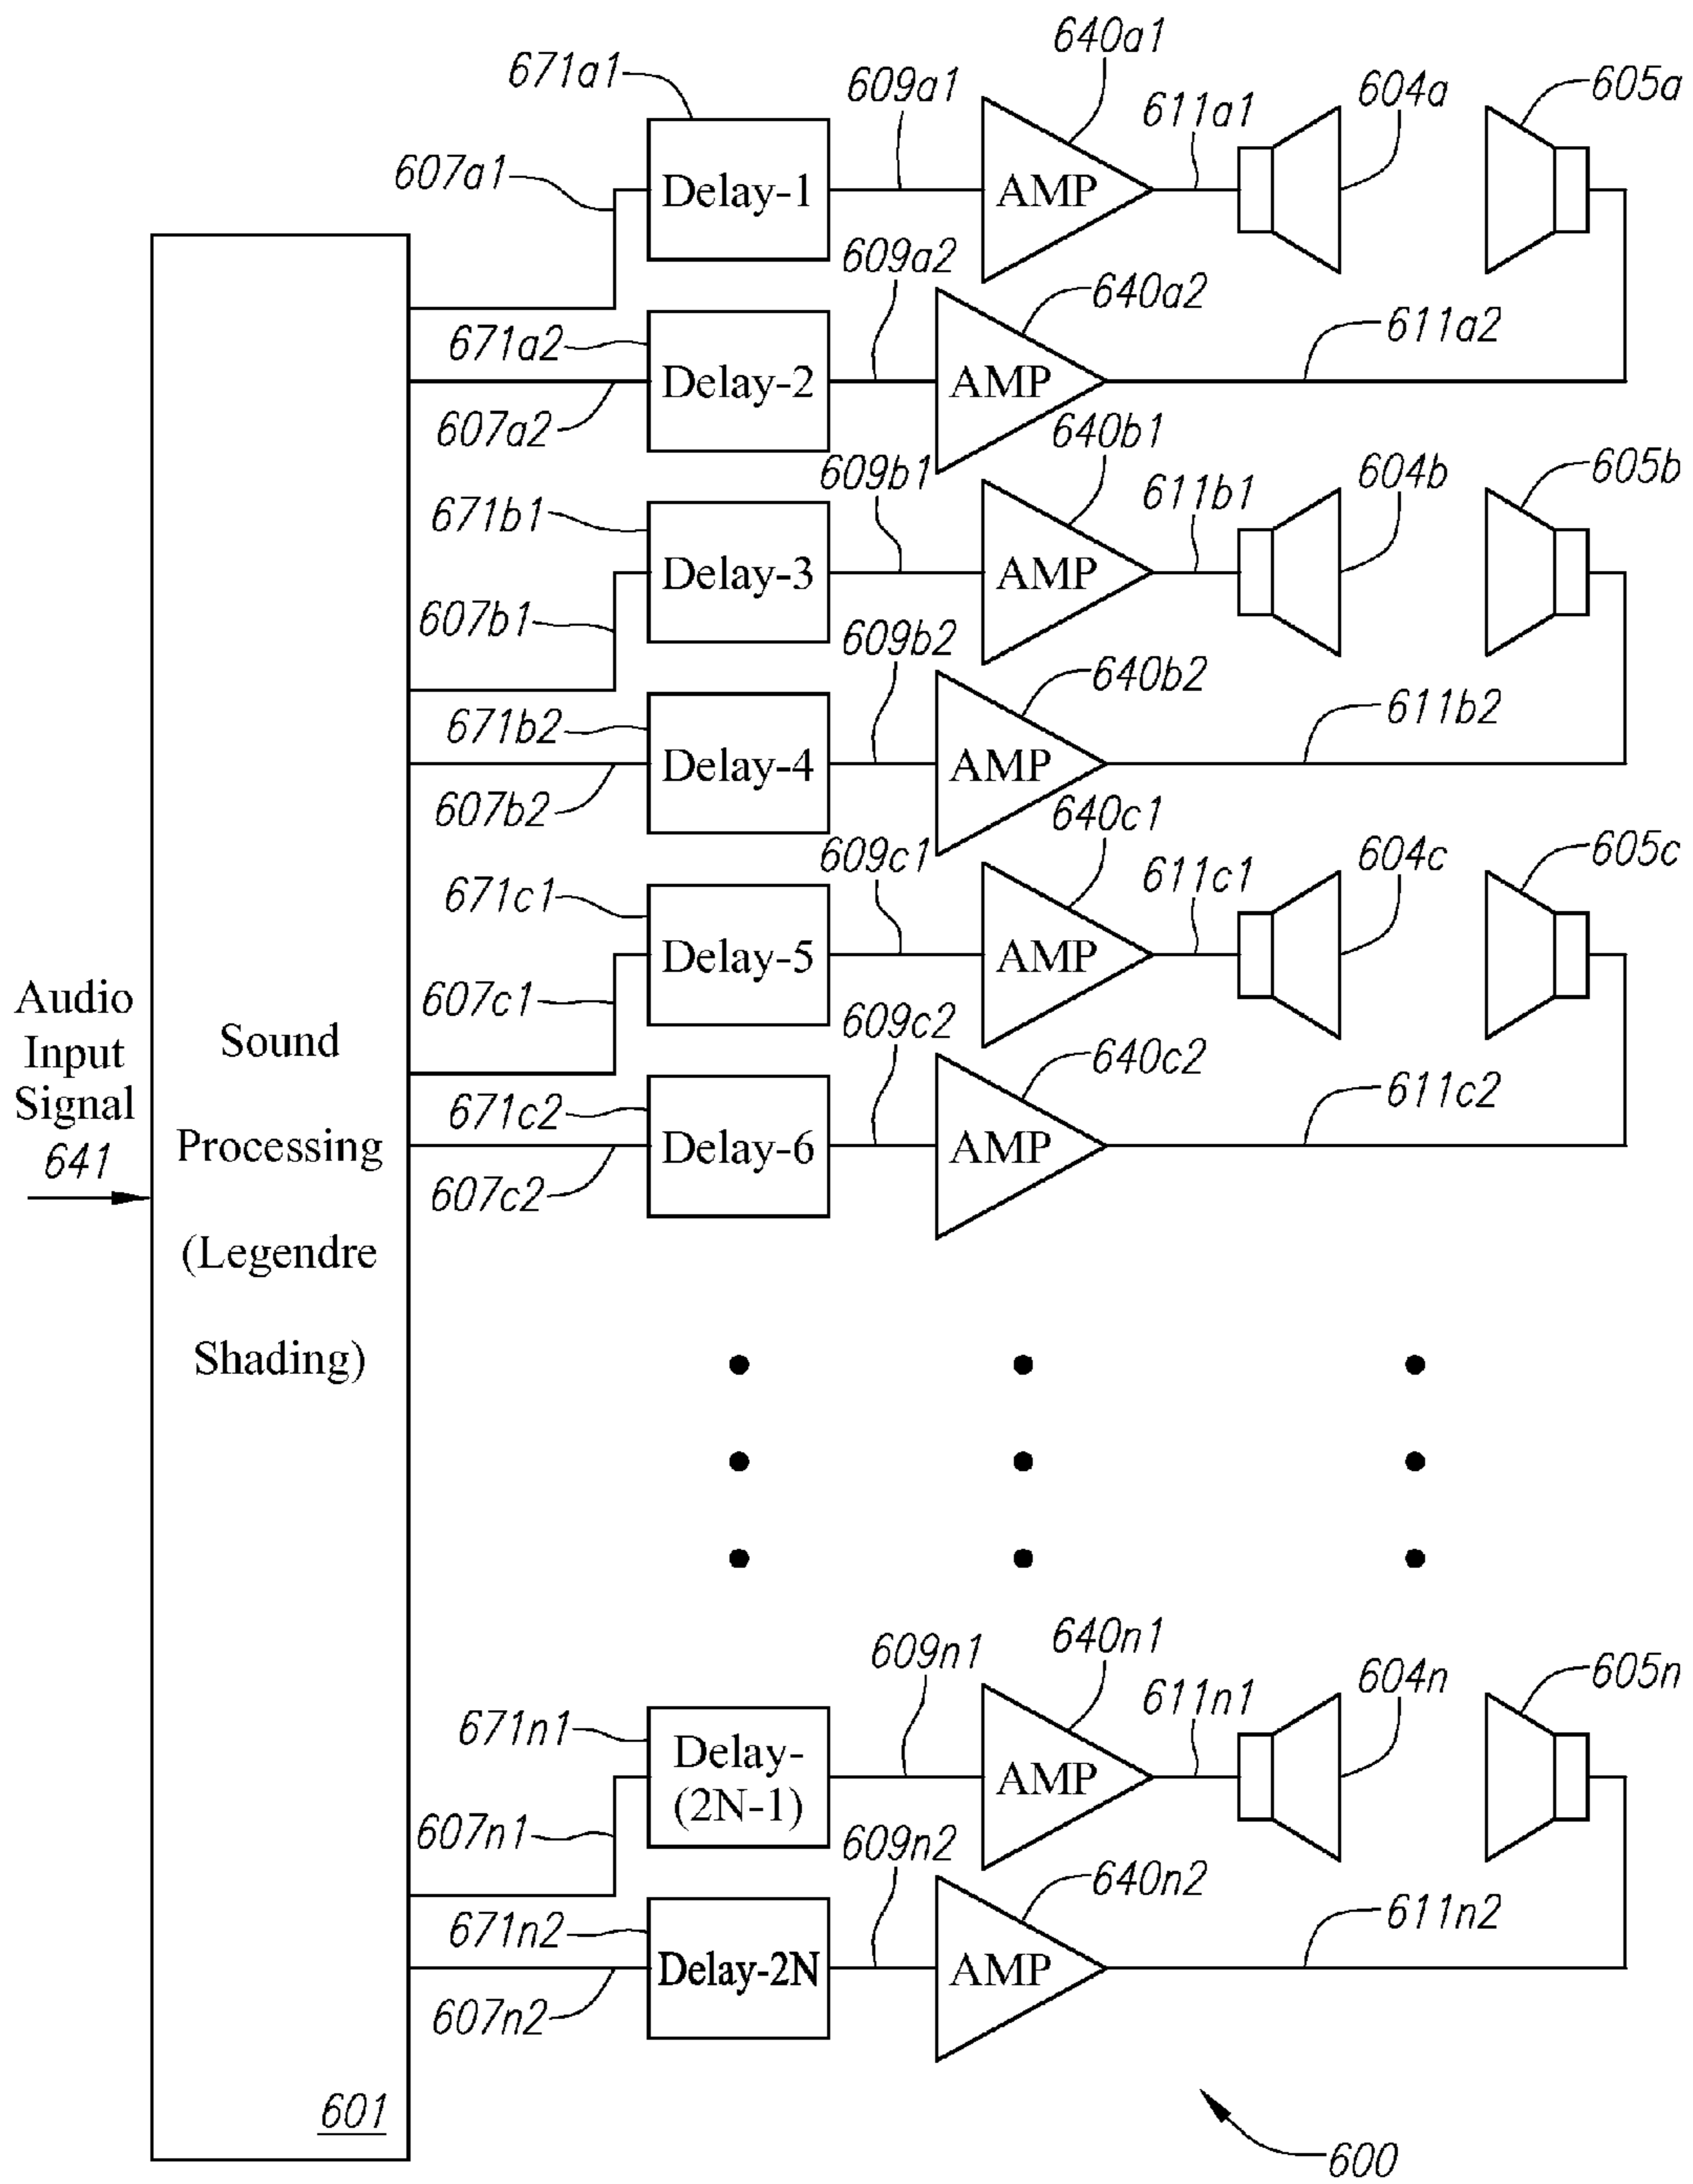 640a1
671a1
609a1
611a1
604a
605a
607a1
Delay-1
AMP
609a2
640a2
671a2
611a2
Delay-2
AMP
607a2
640b1
609b1
604b
605b
671b1
611b1
Delay-3
AMP
607b1
609b2
640b2
671b2
611b2
Delay-4
AMP
607b2
640c1
609c1
604c
605c
671c1
611c1
Delay-5
AMP
607c1
609c2
640c2
671c2
611c2
Delay-6
AMP
607c2
Audio
Input
Signal
641
Sound
Processing
(Legendre
Shading)
640n1
609n1
604n
605n
671n1
611n1
Delay-
(2N-1)
AMP
607n1
609n2
640n2
671n2
611n2
Delay-2N
AMP
607n2
601
600